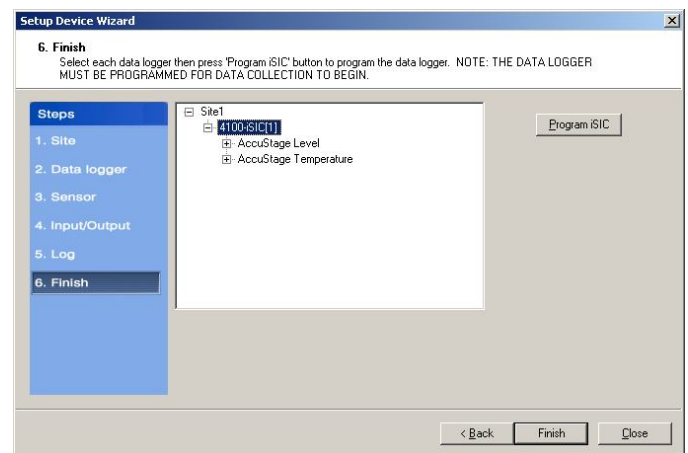 Setup Device Wizard
6. Finish
Select each data logger then press 'Program iSIC' button to program the data logger. NOTE: THE DATA LOGGER
MUST BE PROGRAMMED FOR DATA COLLECTION TO BEGIN.
Steps
1. Site
2. Data logger
3. Sensor
4. Input/Output
5. Log
6. Finish
Site1
4100-iSIC[1]
AccuStage Level
AccuStage Temperature
Program iSIC
< Back
Finish
Close